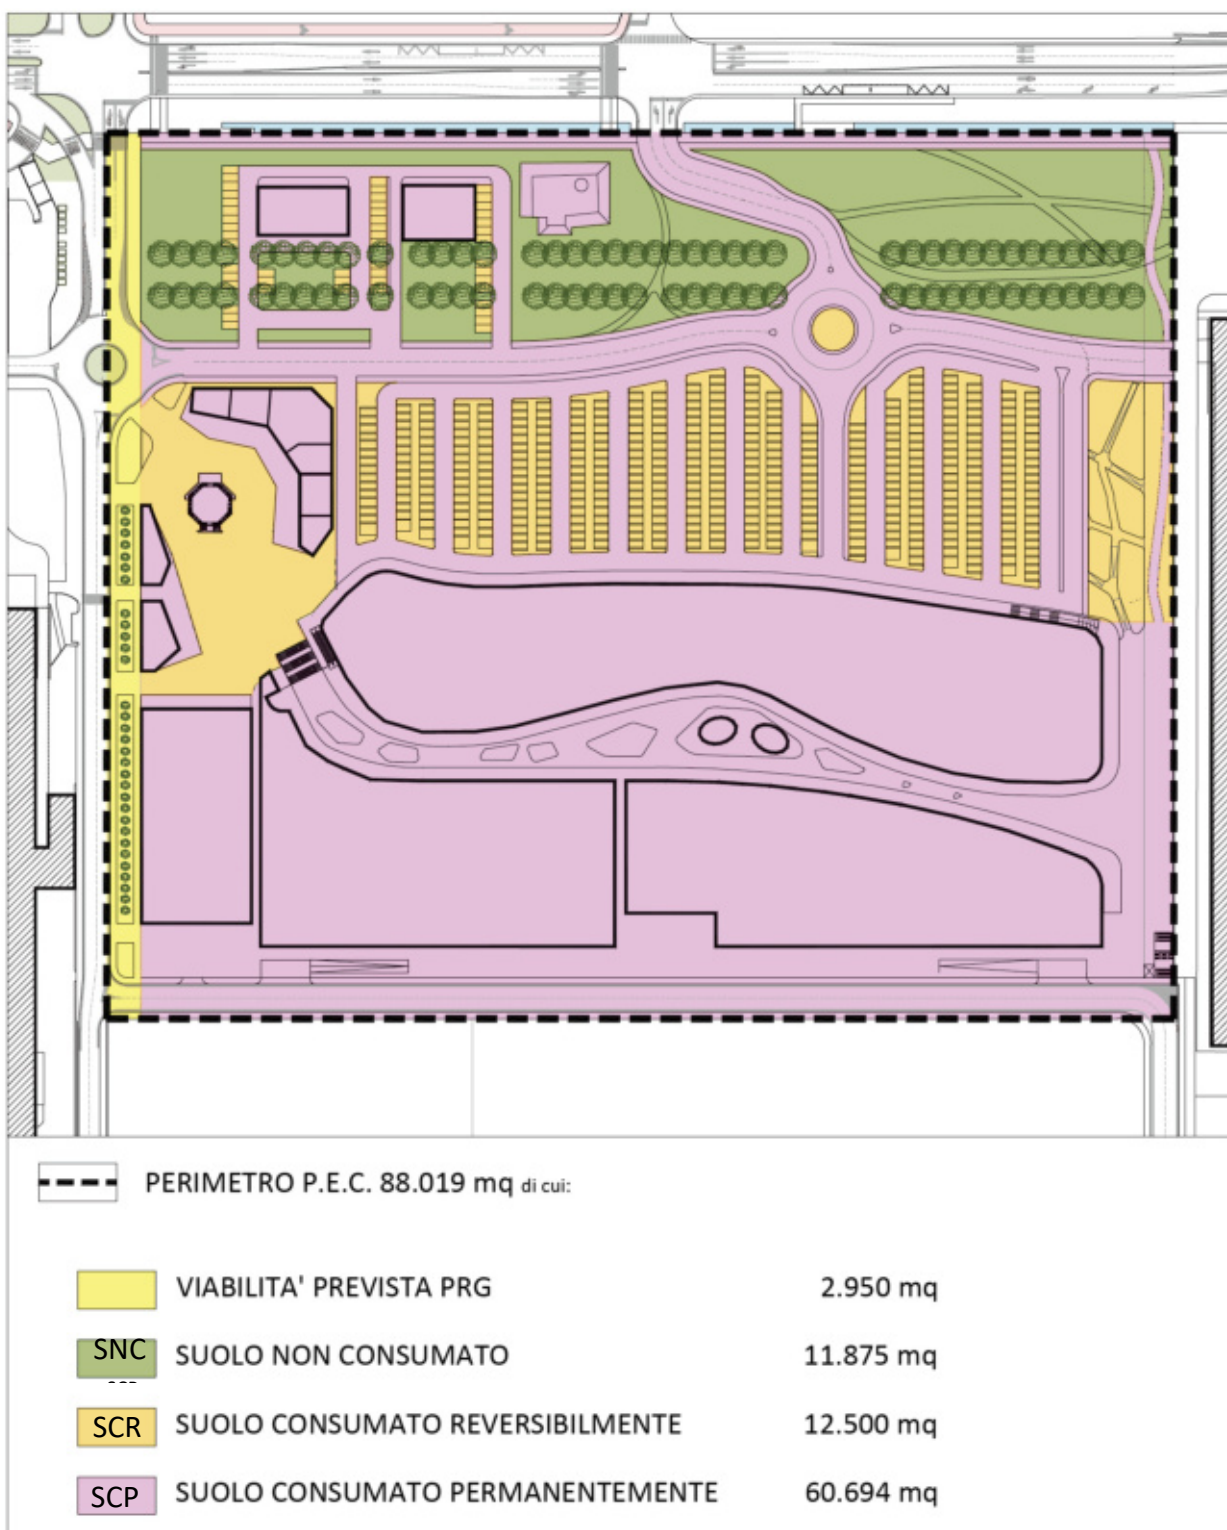 PERIMETRO P.E.C. 88.019 mq di cui:
VIABILITA' PREVISTA PRG 2.950 mq
SNC SUOLO NON CONSUMATO 11.875 mq
SCR SUOLO CONSUMATO REVERSIBILMENTE 12.500 mq
SCP SUOLO CONSUMATO PERMANENTEMENTE 60.694 mq